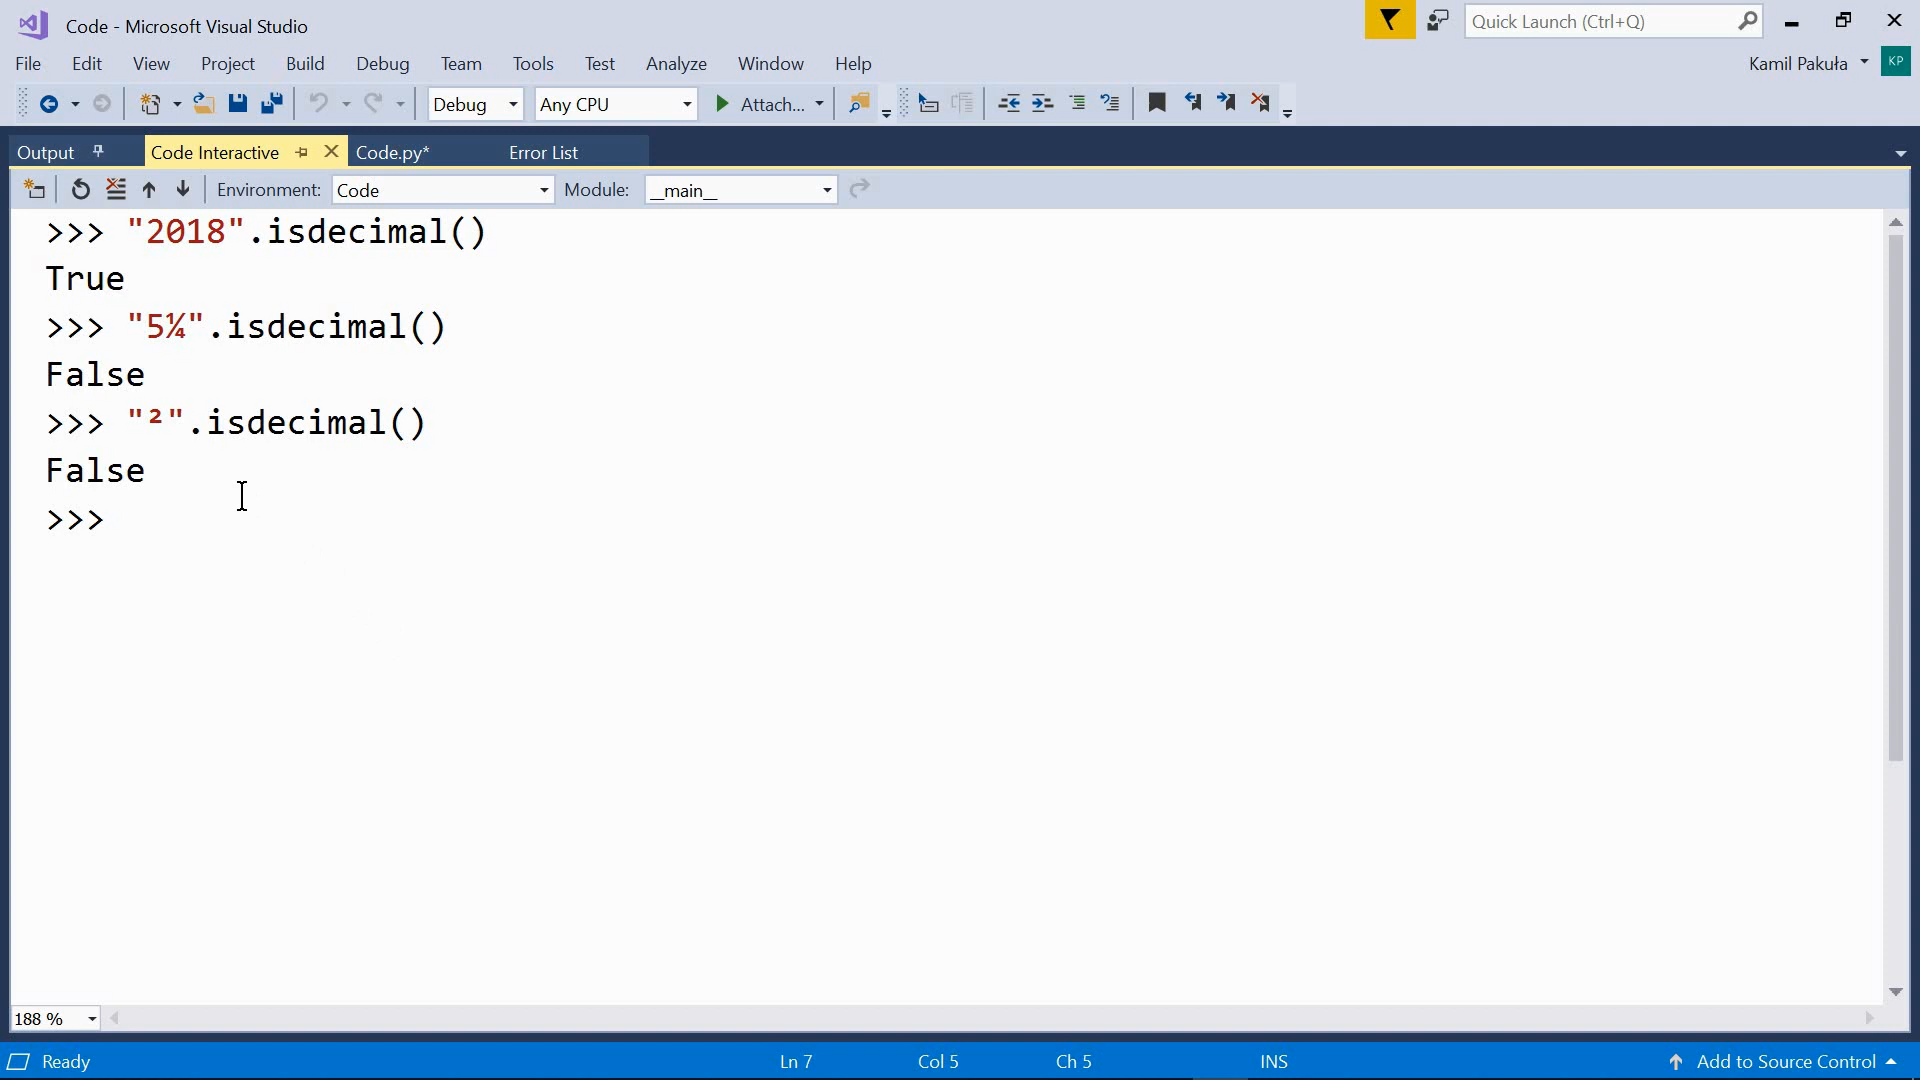 Code - Microsoft Visual Studio
Quick Launch (Ctrl+Q)
File Edit View Project Build Debug Team Tools Test Analyze Window Help
Kamil Pakuła KP
Debug Any CPU Attach...
Output Code Interactive Code.py* Error List
Environment: Code Module: __main__
>>> "2018".isdecimal()
True
>>> "5¼".isdecimal()
False
>>> "²".isdecimal()
False
>>>
188 %
Ready Ln 7 Col 5 Ch 5 INS Add to Source Control